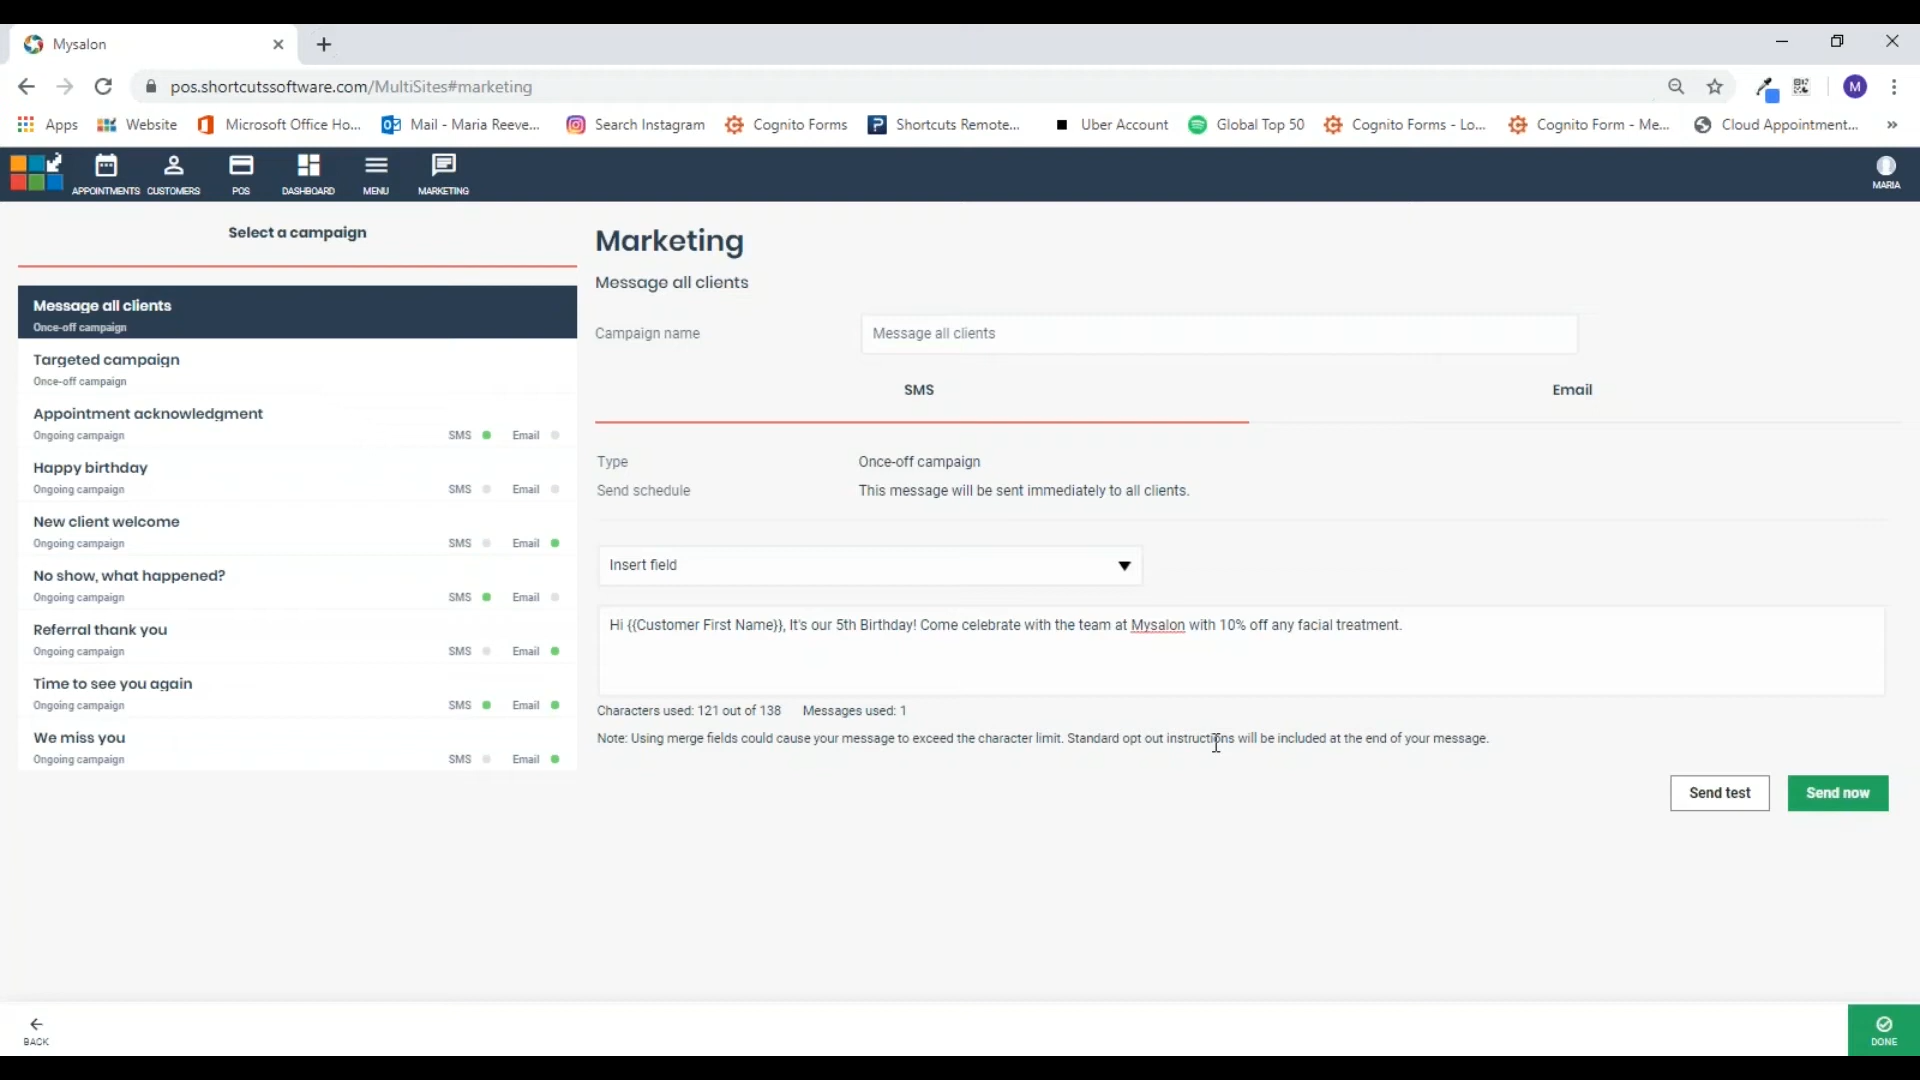 Mysalon
pos.shortcutssoftware.com/MultiSites#marketing
M
Apps Website Microsoft Office Ho... Mail - Maria Reeve... Search Instagram Cognito Forms Shortcuts Remote... Uber Account Global Top 50 Cognito Forms - Lo... Cognito Form - Me... Cloud Appointment... »
APPOINTMENTS CUSTOMERS POS DASHBOARD MENU MARKETING MARIA
Select a campaign
Message all clients
Once-off campaign
Targeted campaign
Once-off campaign
Appointment acknowledgment
Ongoing campaign SMS Email
Happy birthday
Ongoing campaign SMS Email
New client welcome
Ongoing campaign SMS Email
No show, what happened?
Ongoing campaign SMS Email
Referral thank you
Ongoing campaign SMS Email
Time to see you again
Ongoing campaign SMS Email
We miss you
Ongoing campaign SMS Email
Marketing
Message all clients
Campaign name Message all clients
SMS Email
Type Once-off campaign
Send schedule This message will be sent immediately to all clients.
Insert field
Hi {{Customer First Name}}, It's our 5th Birthday! Come celebrate with the team at Mysalon with 10% off any facial treatment.
Characters used: 121 out of 138 Messages used: 1
Note: Using merge fields could cause your message to exceed the character limit. Standard opt out instructions will be included at the end of your message.
Send test Send now
BACK DONE